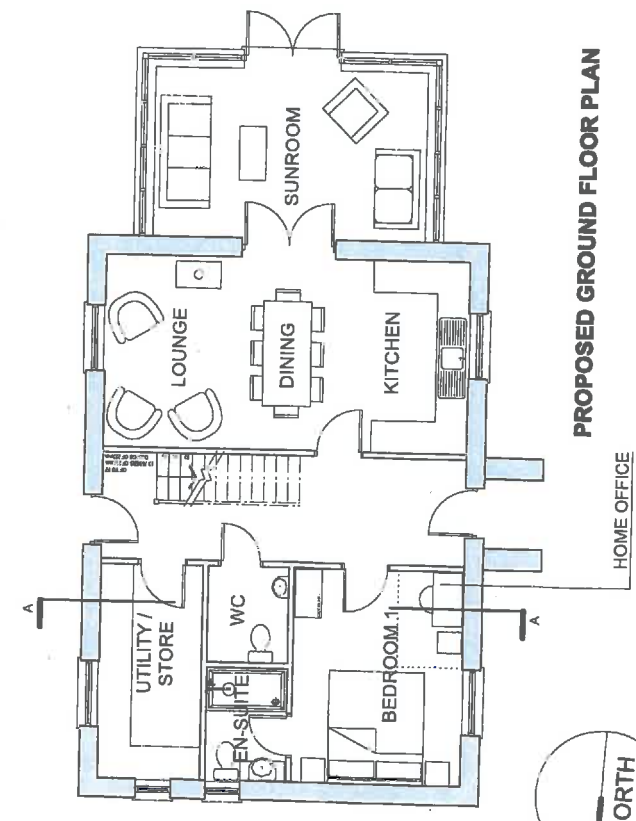 PROPOSED GROUND FLOOR PLAN
SUNROOM
LOUNGE
DINING
KITCHEN
HOME OFFICE
A
A
UTILITY /
STORE
WC
EN-SUITE
BEDROOM 1
ORTH